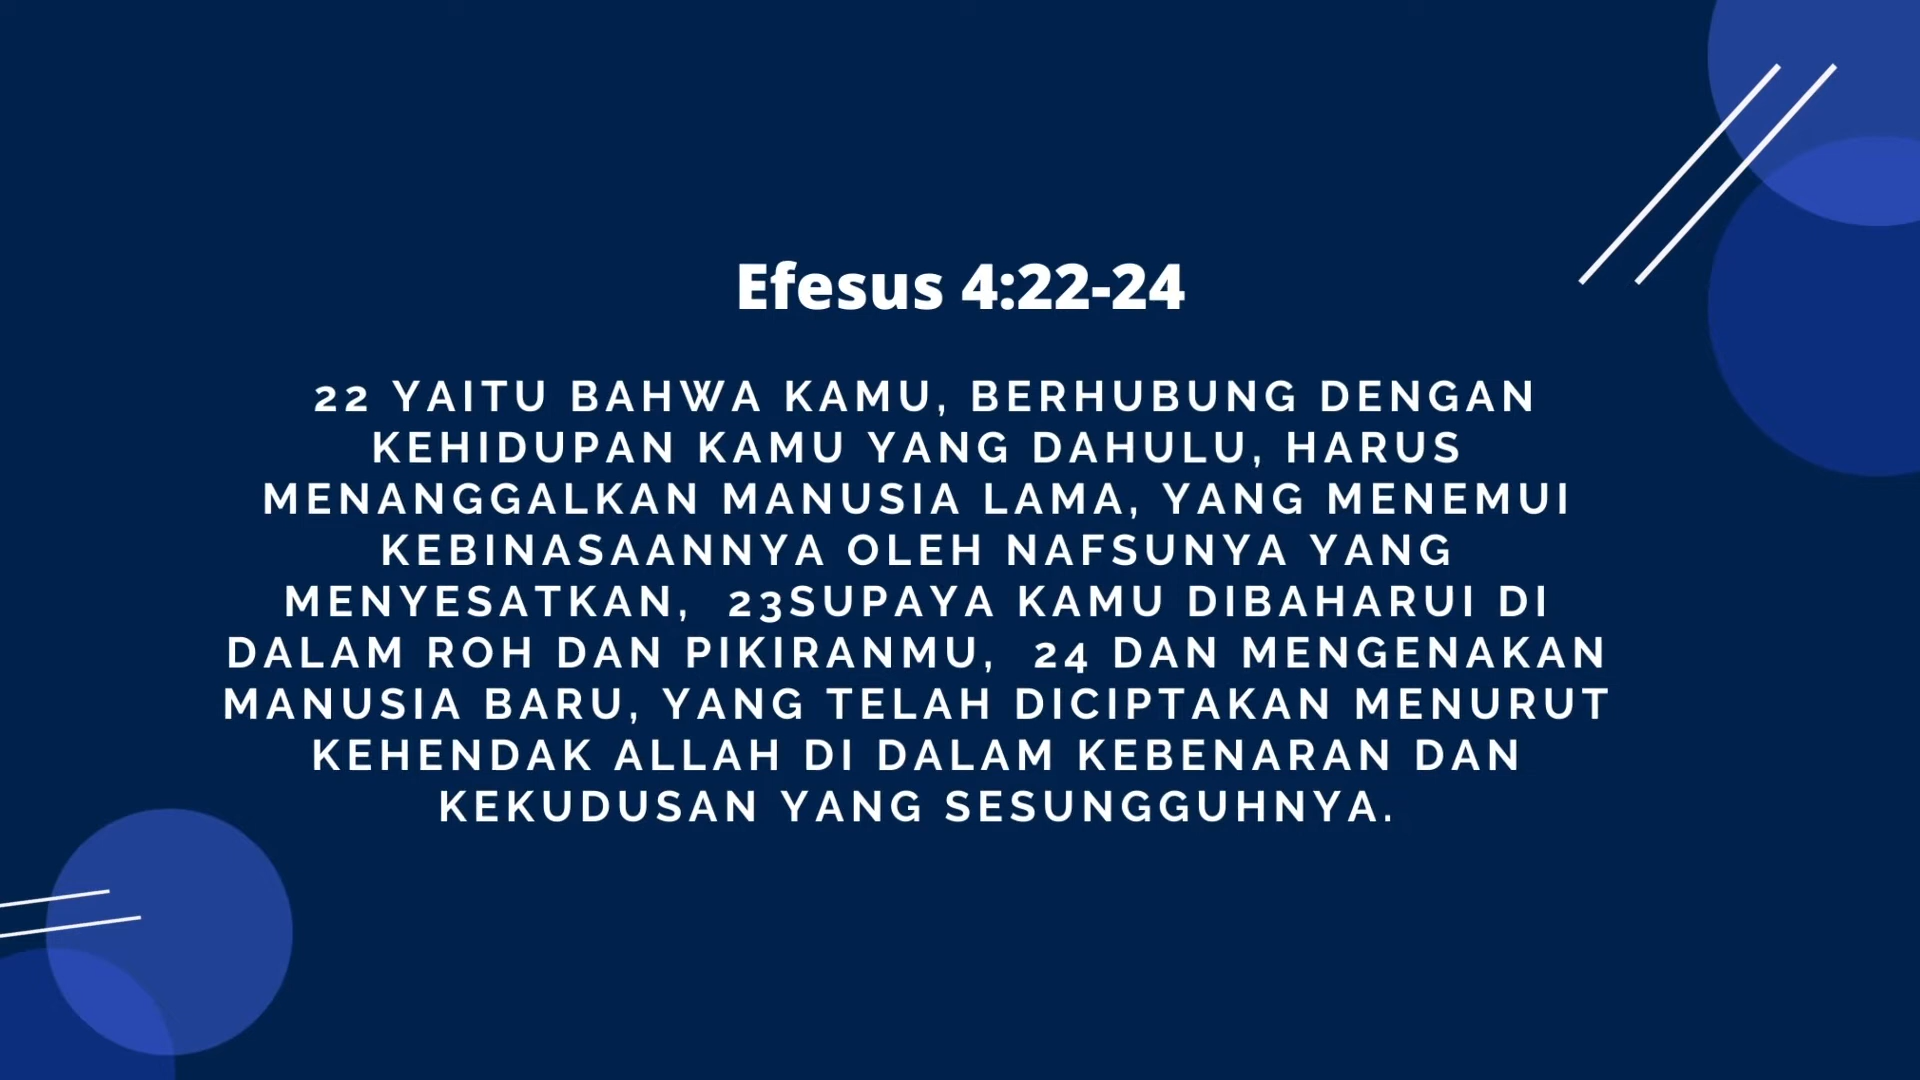 Efesus 4:22-24
22 YAITU BAHWA KAMU, BERHUBUNG DENGAN
KEHIDUPAN KAMU YANG DAHULU, HARUS
MENANGGALKAN MANUSIA LAMA, YANG MENEMUI
KEBINASAANNYA OLEH NAFSUNYA YANG
MENYESATKAN, 23SUPAYA KAMU DIBAHARUI DI
DALAM ROH DAN PIKIRANMU, 24 DAN MENGENAKAN
MANUSIA BARU, YANG TELAH DICIPTAKAN MENURUT
KEHENDAK ALLAH DI DALAM KEBENARAN DAN
KEKUDUSAN YANG SESUNGGUHNYA.